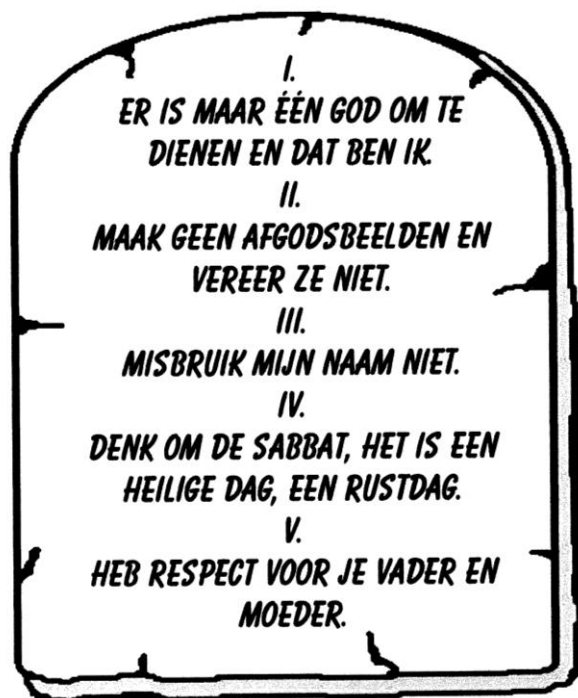 I.
ER IS MAAR ÉÉN GOD OM TE
DIENEN EN DAT BEN IK.
II.
MAAK GEEN AFGODSBEELDEN EN
VEREER ZE NIET.
III.
MISBRUIK MIJN NAAM NIET.
IV.
DENK OM DE SABBAT, HET IS EEN
HEILIGE DAG, EEN RUSTDAG.
V.
HEB RESPECT VOOR JE VADER EN
MOEDER.